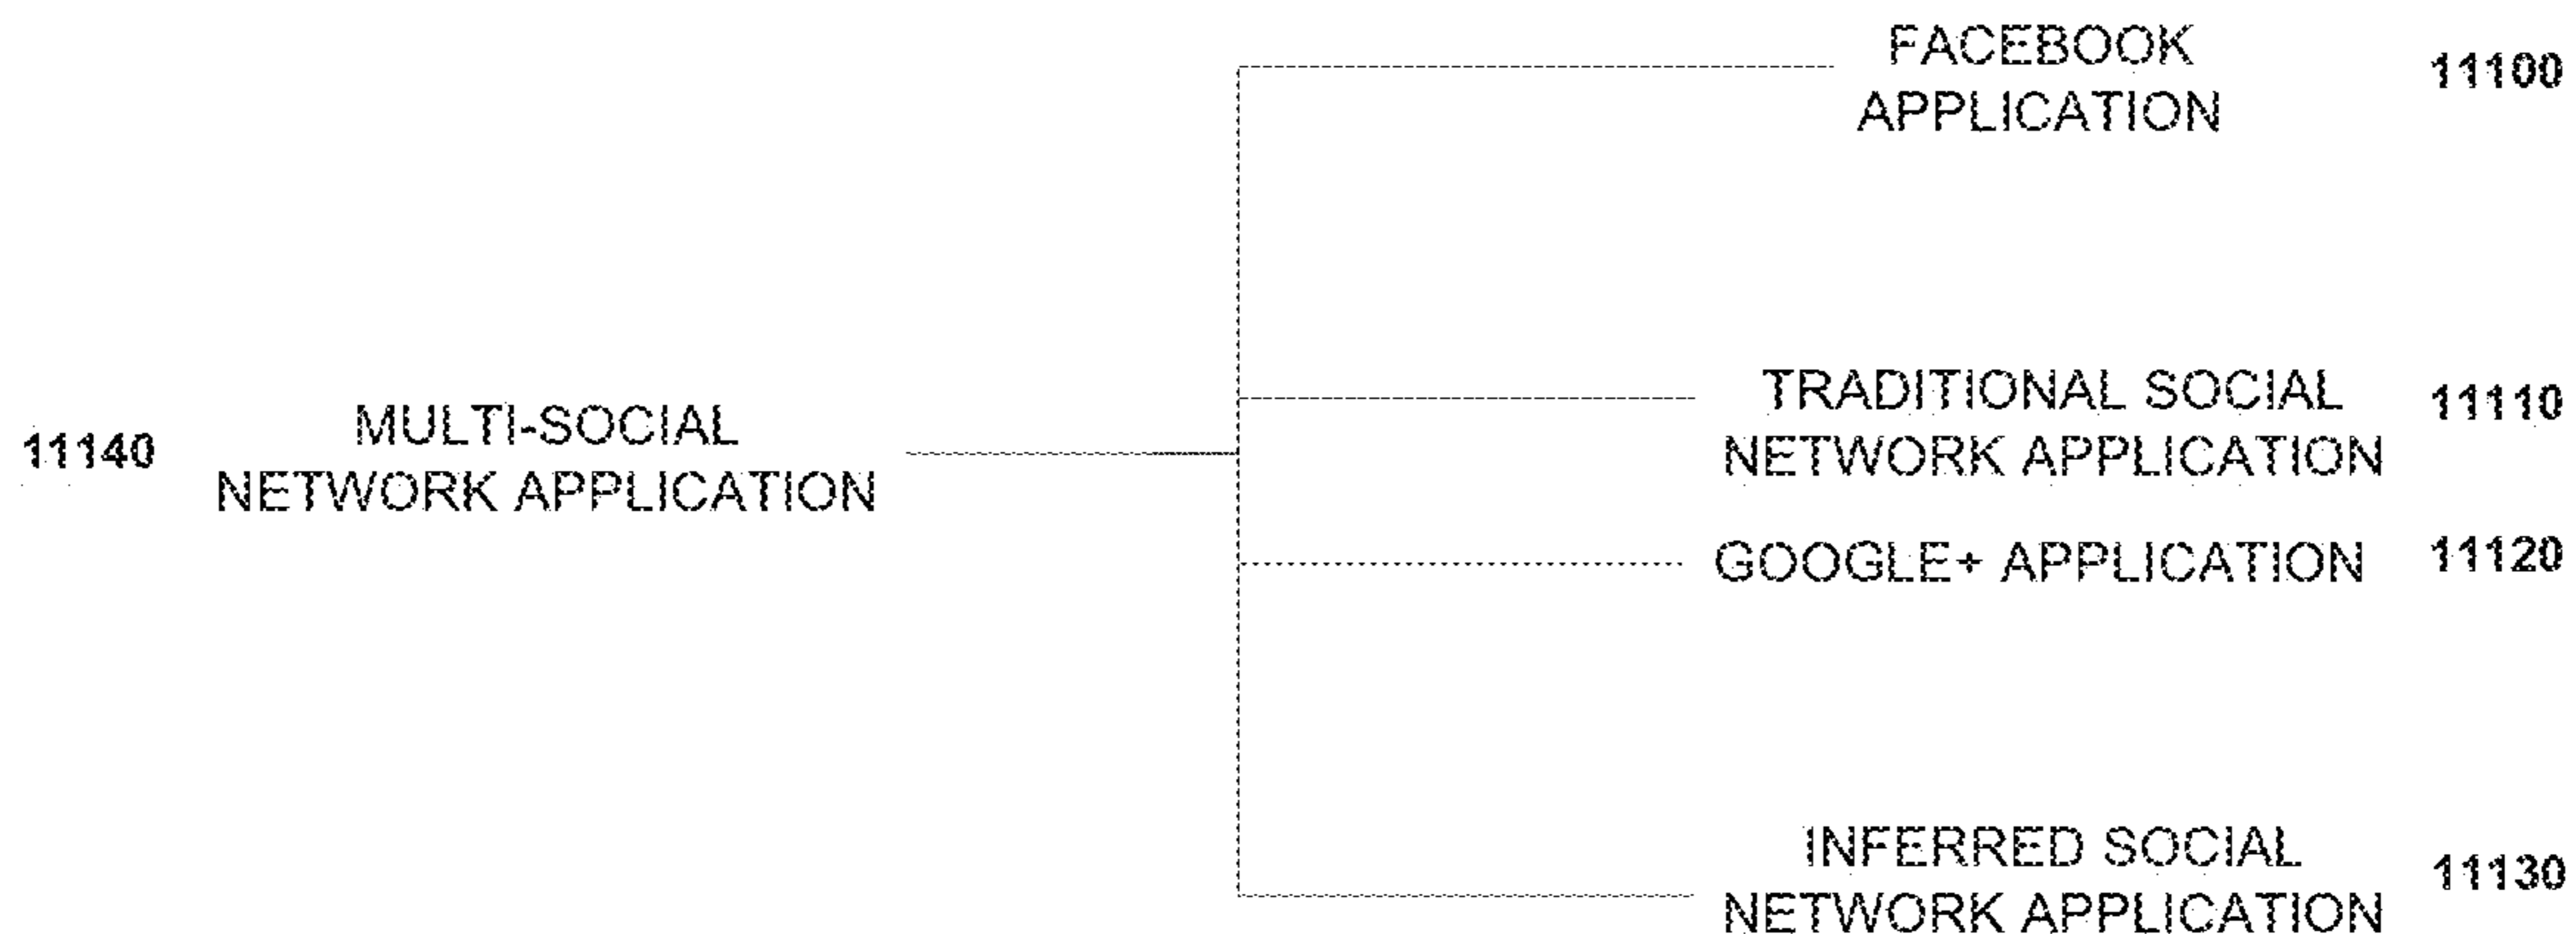 FACEBOOK
APPLICATION
11100
TRADITIONAL SOCIAL
NETWORK APPLICATION
11110
11140
MULTI-SOCIAL
NETWORK APPLICATION
GOOGLE+ APPLICATION
11120
INFERRED SOCIAL
NETWORK APPLICATION
11130